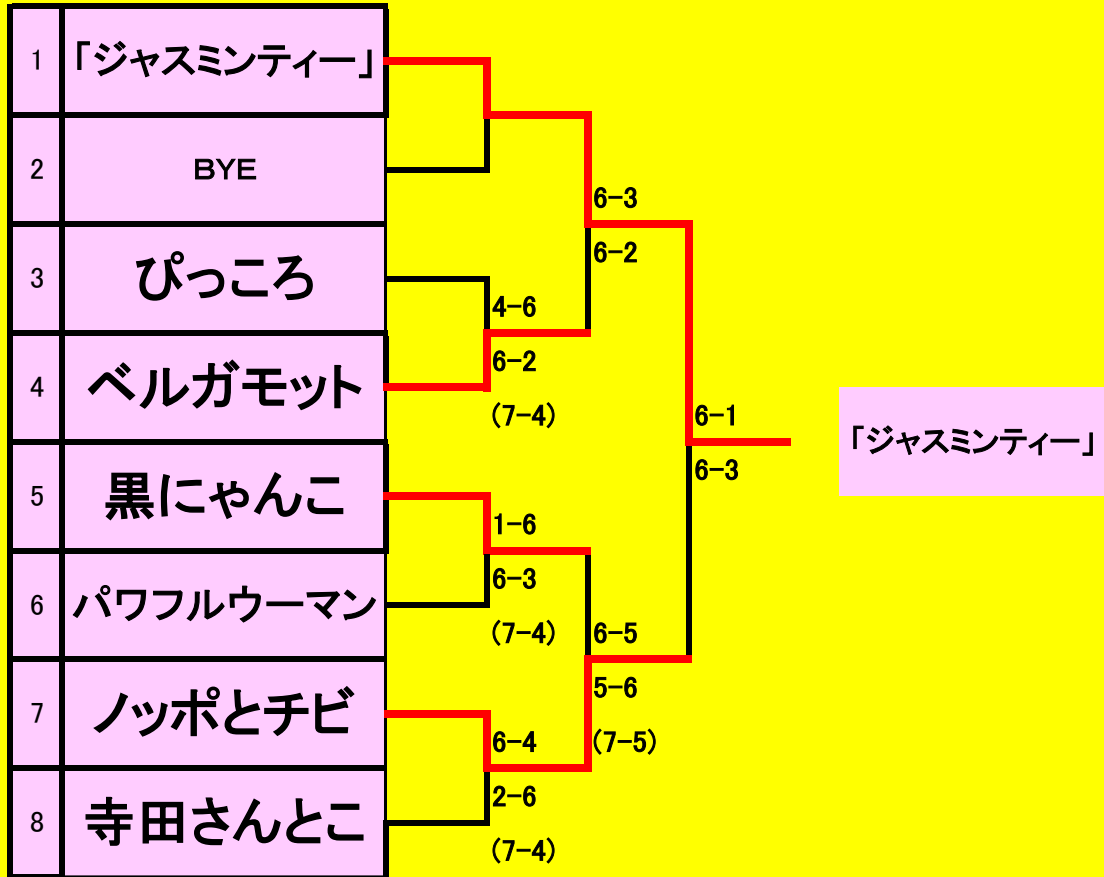 1 「ジャスミンティー」
2 BYE
3 ぴっころ
4 ベルガモット
5 黒にゃんこ
6 パワフルウーマン
7 ノッポとチビ
8 寺田さんとこ
4-6
6-2
(7-4)
1-6
6-3
(7-4)
6-4
2-6
(7-4)
6-3
6-2
6-5
5-6
(7-5)
6-1
6-3
「ジャスミンティー」